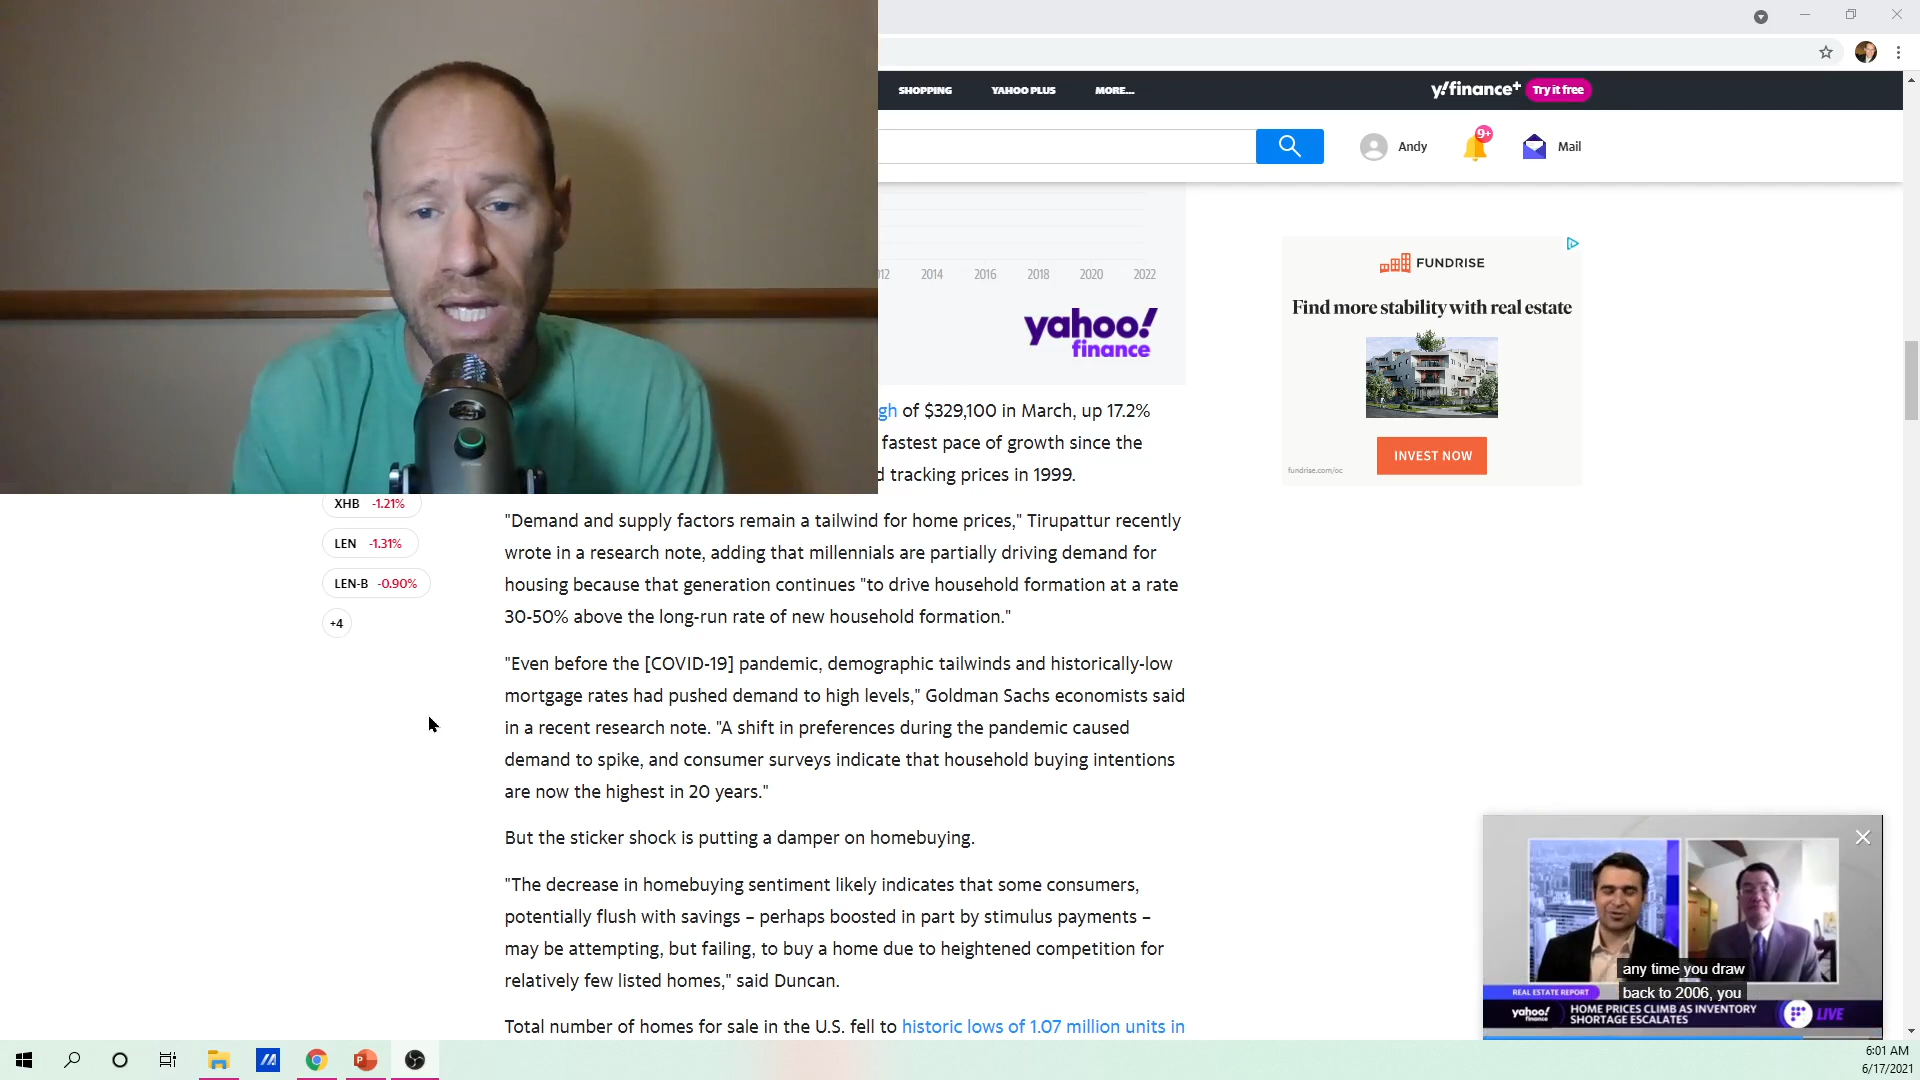 SHOPPING YAHOO PLUS MORE...
y!finance+ Try it free
Andy 9+ Mail
12 2014 2016 2018 2020 2022
yahoo!
finance
FUNDRISE
Find more stability with real estate
INVEST NOW
fundrise.com/oc
gh of $329,100 in March, up 17.2%
fastest pace of growth since the
d tracking prices in 1999.
XHB -1.21%
LEN -1.31%
LEN-B -0.90%
+4
"Demand and supply factors remain a tailwind for home prices," Tirupattur recently
wrote in a research note, adding that millennials are partially driving demand for
housing because that generation continues "to drive household formation at a rate
30-50% above the long-run rate of new household formation."
"Even before the [COVID-19] pandemic, demographic tailwinds and historically-low
mortgage rates had pushed demand to high levels," Goldman Sachs economists said
in a recent research note. "A shift in preferences during the pandemic caused
demand to spike, and consumer surveys indicate that household buying intentions
are now the highest in 20 years."
But the sticker shock is putting a damper on homebuying.
"The decrease in homebuying sentiment likely indicates that some consumers,
potentially flush with savings – perhaps boosted in part by stimulus payments –
may be attempting, but failing, to buy a home due to heightened competition for
relatively few listed homes," said Duncan.
Total number of homes for sale in the U.S. fell to historic lows of 1.07 million units in
any time you draw
back to 2006, you
REAL ESTATE REPORT
yahoo!
finance
HOME PRICES CLIMB AS INVENTORY
SHORTAGE ESCALATES
LIVE
6:01 AM
6/17/2021